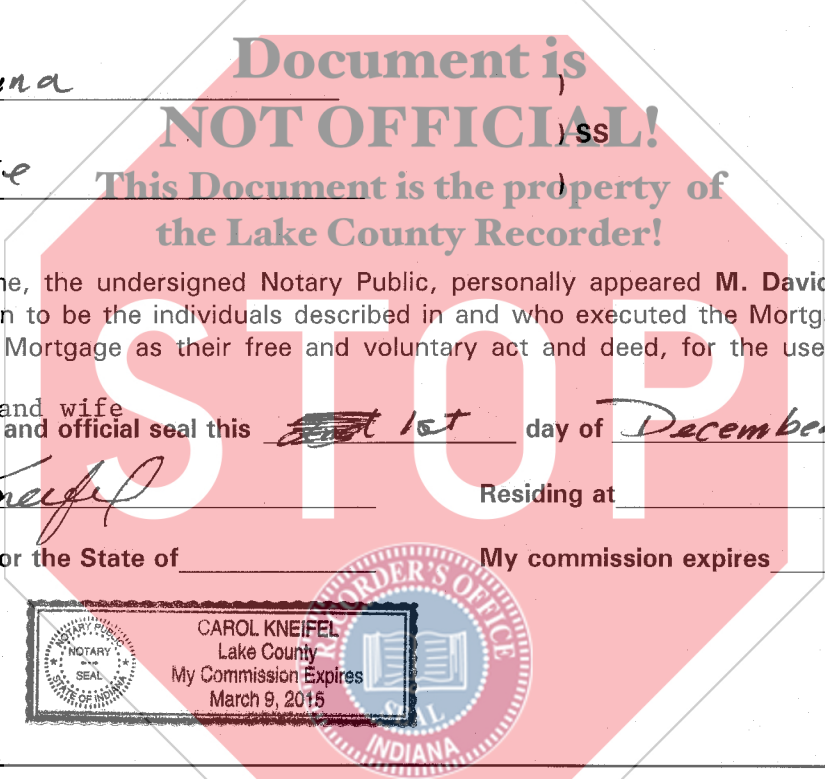 Document is
NOT OFFICIAL!
This Document is the property of
the Lake County Recorder!
)
) SS
)
ne, the undersigned Notary Public, personally appeared M. David
n to be the individuals described in and who executed the Mortga
Mortgage as their free and voluntary act and deed, for the use
and wife
and official seal this 1st day of December
STOP
neifel Residing at
or the State of My commission expires
CAROL KNEIFEL
Lake County
My Commission Expires
March 9, 2015
NOTARY PUBLIC
NOTARY
SEAL
STATE OF INDIANA
RECORDER'S OFFICE
SEAL
INDIANA